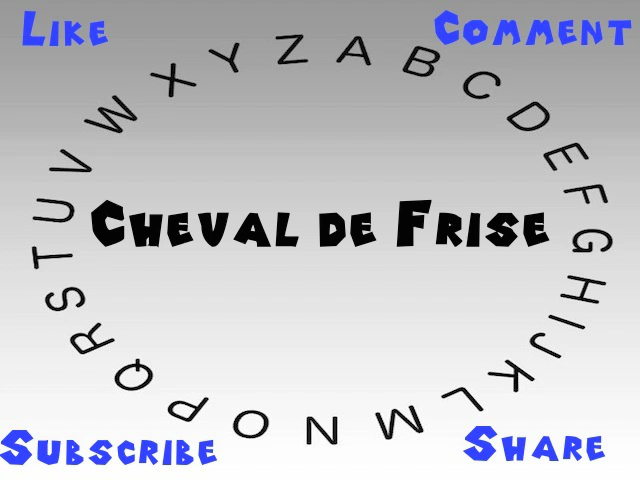 Like
Comment
A B C D E F G H I J K L M N O P Q R S T U V W X Y Z
Cheval de Frise
Subscribe
Share